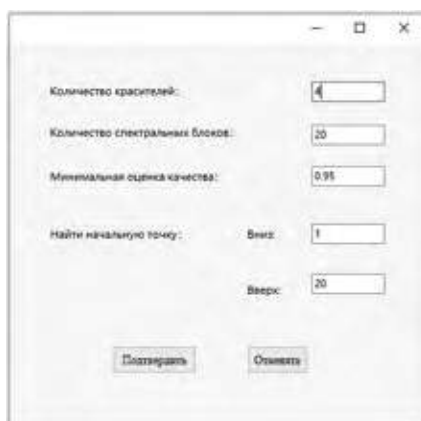 Количество красителей: 4
Количество спектральных блоков: 20
Минимальная оценка качества: 0.95
Найти начальную точку: Вниз: 1
Вверх: 20
Подтвердить Отменить